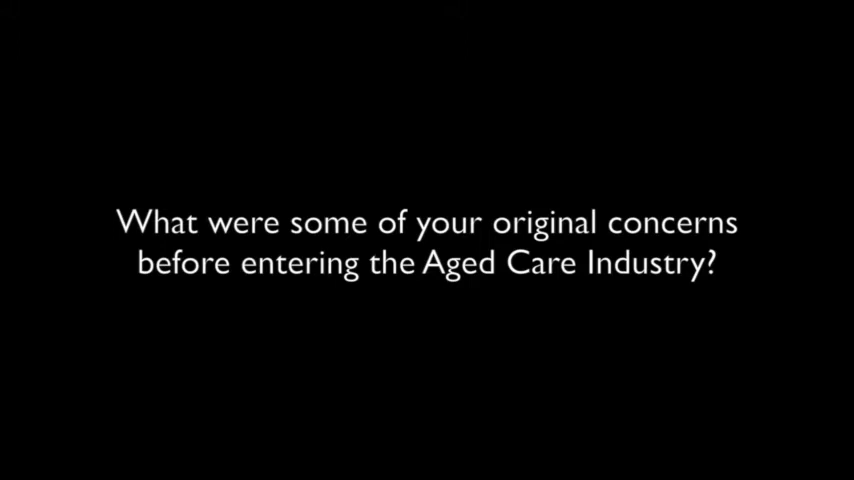 What were some of your original concerns
before entering the Aged Care Industry?